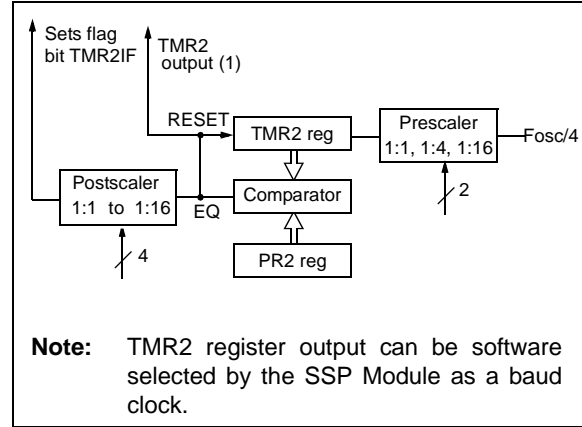 Sets flag
bit TMR2IF
TMR2
output (1)
RESET
TMR2 reg
Prescaler
1:1, 1:4, 1:16
Fosc/4
2
Postscaler
1:1 to 1:16
EQ
Comparator
4
PR2 reg
Note: TMR2 register output can be software
selected by the SSP Module as a baud
clock.